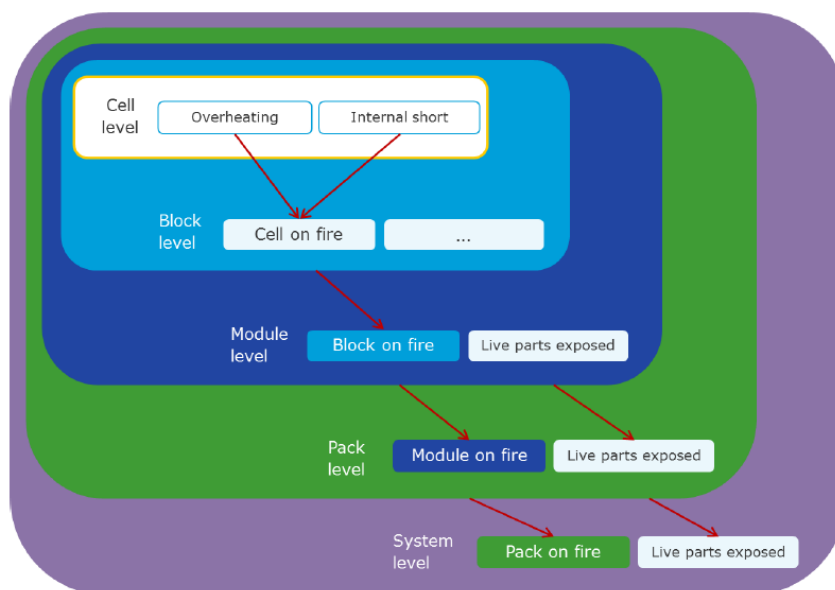 Cell
level
Overheating
Internal short
Block
level
Cell on fire
...
Module
level
Block on fire
Live parts exposed
Pack
level
Module on fire
Live parts exposed
System
level
Pack on fire
Live parts exposed